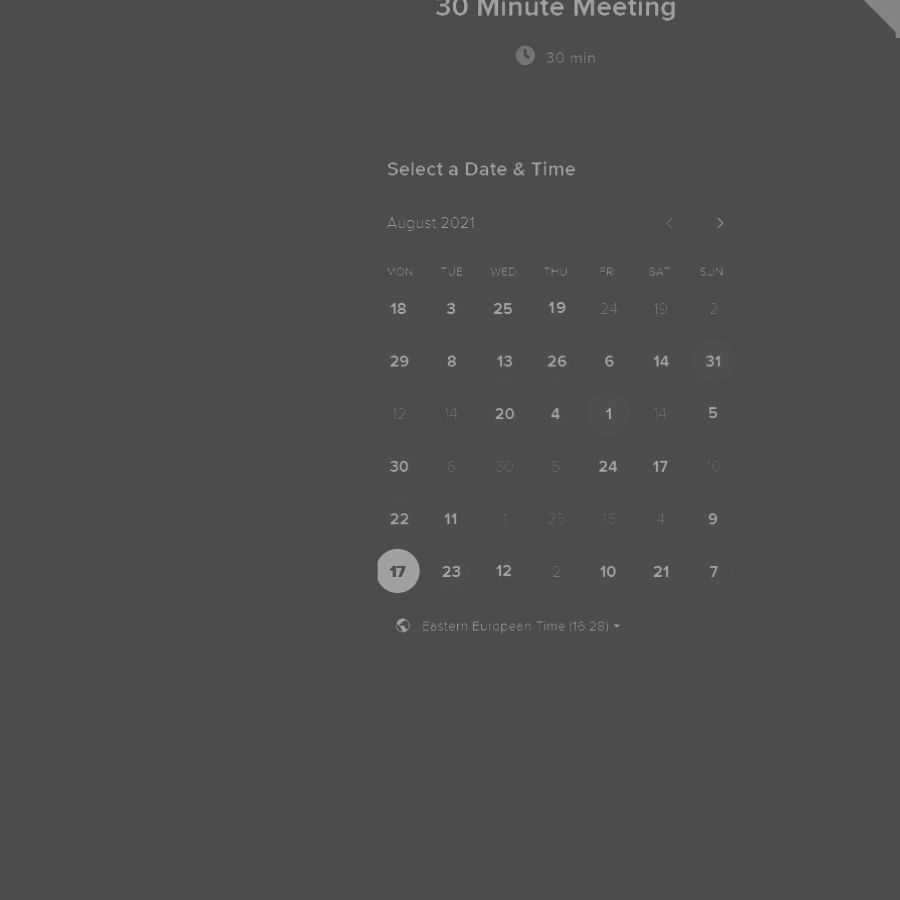 30 Minute Meeting
30 min
Select a Date & Time
August 2021
MON TUE WED THU FRI SAT SUN
18 3 25 19 24 19 2
29 8 13 26 6 14 31
12 14 20 4 1 14 5
30 6 30 5 24 17 10
22 11 1 25 15 4 9
17 23 12 2 10 21 7
Eastern European Time (16:28)